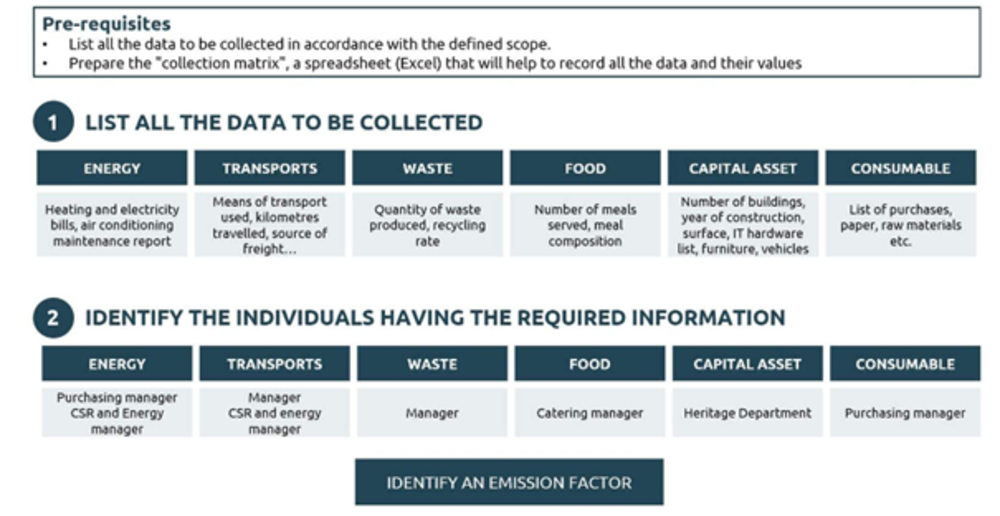 Pre-requisites
• List all the data to be collected in accordance with the defined scope.
• Prepare the "collection matrix", a spreadsheet (Excel) that will help to record all the data and their values
1 LIST ALL THE DATA TO BE COLLECTED
ENERGY
Heating and electricity
bills, air conditioning
maintenance report
TRANSPORTS
Means of transport
used, kilometres
travelled, source of
freight...
WASTE
Quantity of waste
produced, recycling
rate
FOOD
Number of meals
served, meal
composition
CAPITAL ASSET
Number of buildings,
year of construction,
surface, IT hardware
list, furniture, vehicles
CONSUMABLE
List of purchases,
paper, raw materials
etc.
2 IDENTIFY THE INDIVIDUALS HAVING THE REQUIRED INFORMATION
ENERGY
Purchasing manager
CSR and Energy
manager
TRANSPORTS
Manager
CSR and energy
manager
WASTE
Manager
FOOD
Catering manager
CAPITAL ASSET
Heritage Department
CONSUMABLE
Purchasing manager
IDENTIFY AN EMISSION FACTOR